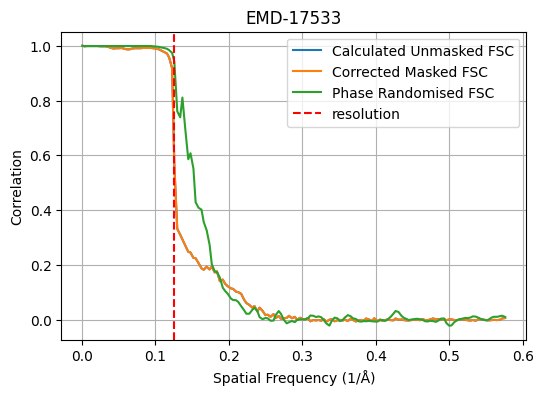 EMD-17533
Calculated Unmasked FSC
Corrected Masked FSC
Phase Randomised FSC
resolution
Correlation
1.0
0.8
0.6
0.4
0.2
0.0
0.0 0.1 0.2 0.3 0.4 0.5 0.6
Spatial Frequency (1/Å)